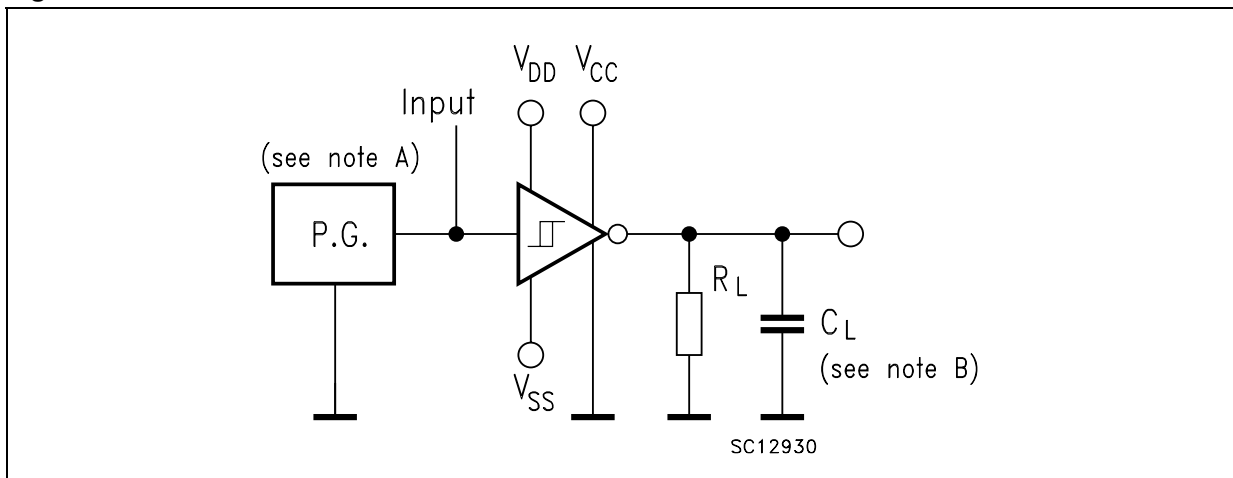 V_DD V_CC
Input
(see note A)
P.G.
R_L
C_L
(see note B)
V_SS
SC12930